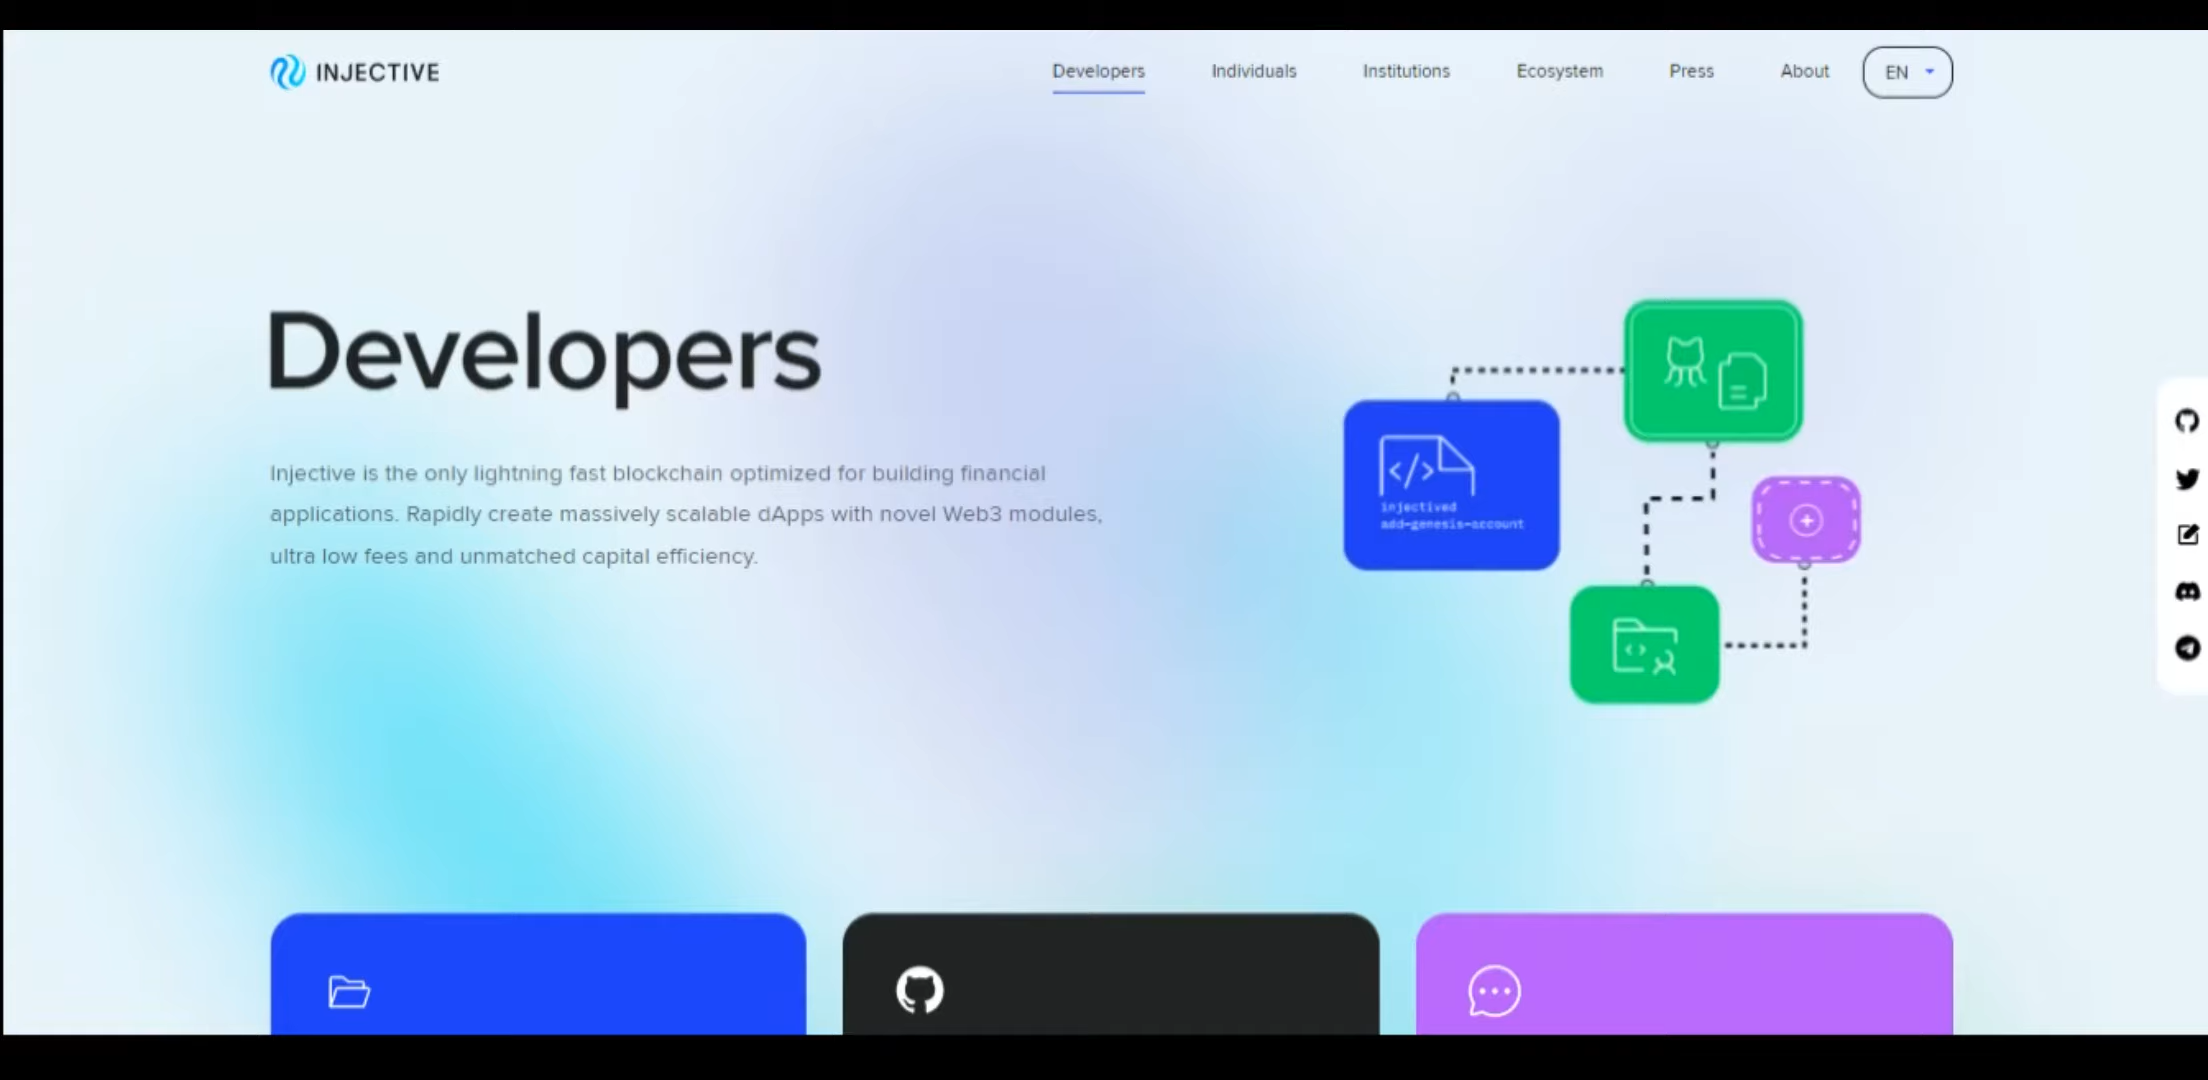 INJECTIVE
Developers
Individuals
Institutions
Ecosystem
Press
About
EN
Developers
Injective is the only lightning fast blockchain optimized for building financial
applications. Rapidly create massively scalable dApps with novel Web3 modules,
ultra low fees and unmatched capital efficiency.
</>
injectived
add-genesis-account